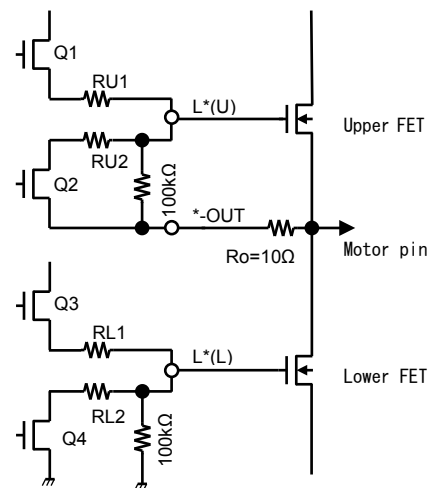 Q1
RU1
L*(U)
Upper FET
RU2
Q2
100kΩ
*-OUT
Ro=10Ω
Motor pin
Q3
RL1
L*(L)
Lower FET
RL2
Q4
100kΩ